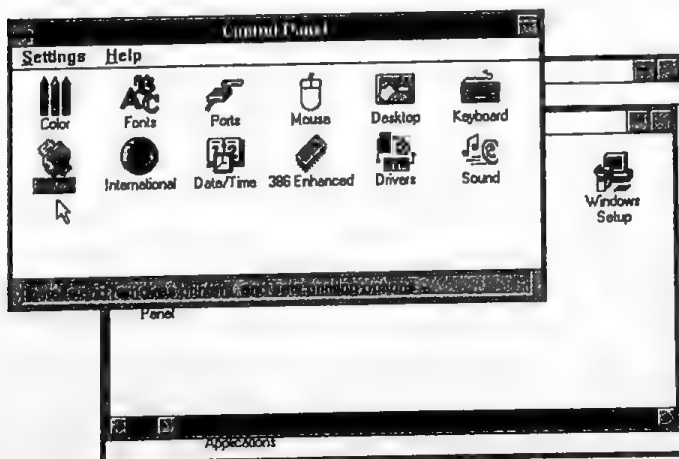 Control Panel
Settings Help
Color Fonts Ports Mouse Desktop Keyboard
International Date/Time 386 Enhanced Drivers Sound
Windows
Setup
Panel
Applications